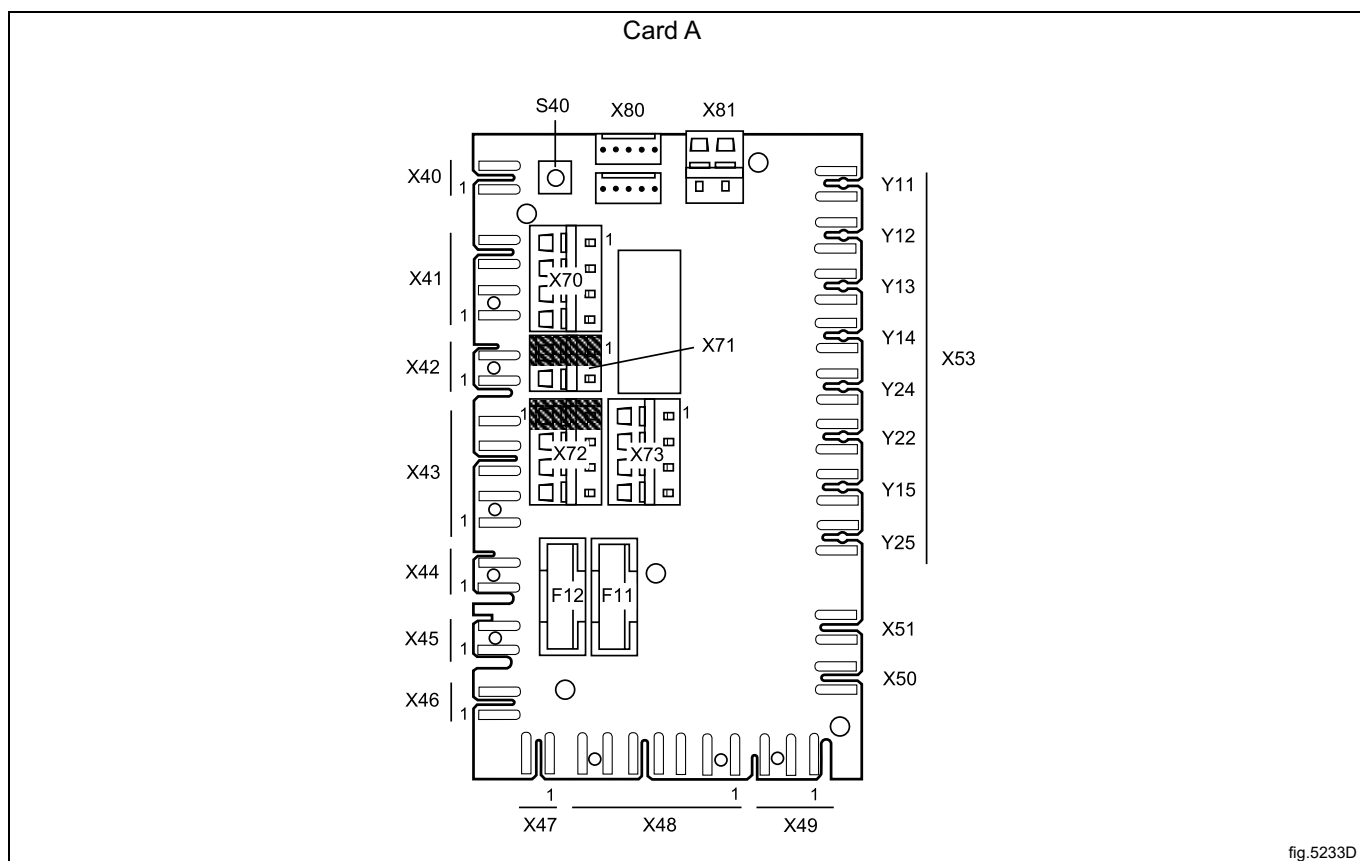 Card A
S40 X80 X81
X40 1
Y11
Y12
1
X41 X70
Y13
1
Y14
X42 1 X71
X53
Y24
1 1 1
Y22
X43 X72 X73
Y15
1
Y25
X44 1
F12 F11
X45 1
X51
X50
X46 1
1 1 1
X47 X48 X49
fig.5233D